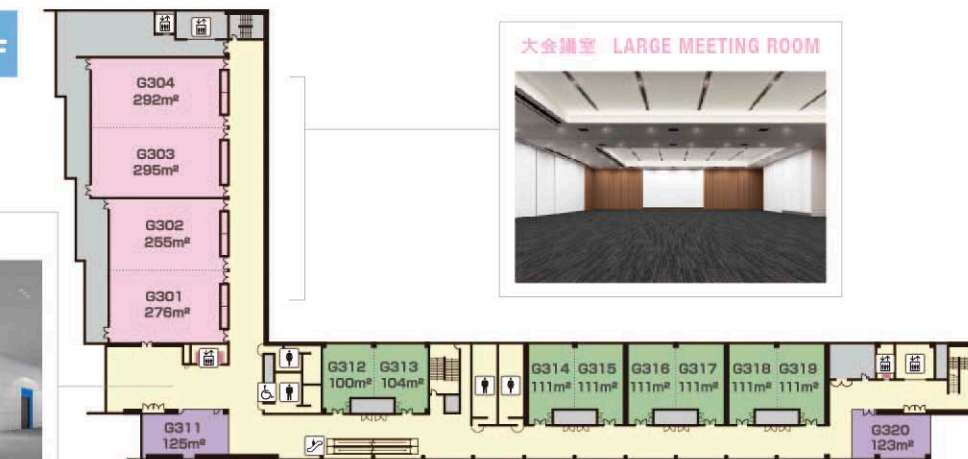 F
大会議室 LARGE MEETING ROOM
G304
292m²
G303
295m²
G302
255m²
G301
276m²
G312
100m²
G313
104m²
G314
111m²
G315
111m²
G316
111m²
G317
111m²
G318
111m²
G319
111m²
G311
125m²
G320
123m²